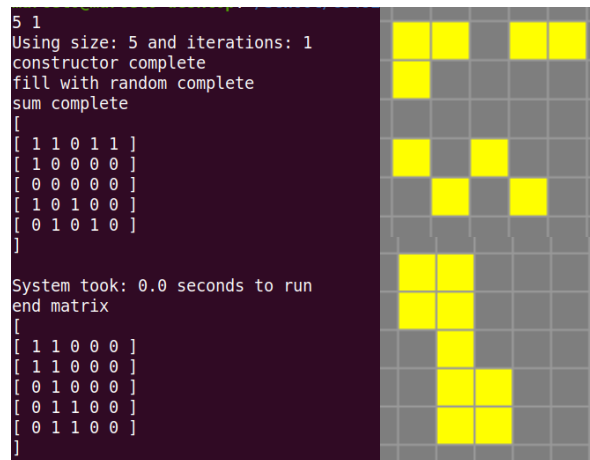 5 1
Using size: 5 and iterations: 1
constructor complete
fill with random complete
sum complete
[
[ 1 1 0 1 1 ]
[ 1 0 0 0 0 ]
[ 0 0 0 0 0 ]
[ 1 0 1 0 0 ]
[ 0 1 0 1 0 ]
]
System took: 0.0 seconds to run
end matrix
[
[ 1 1 0 0 0 ]
[ 1 1 0 0 0 ]
[ 0 1 0 0 0 ]
[ 0 1 1 0 0 ]
[ 0 1 1 0 0 ]
]